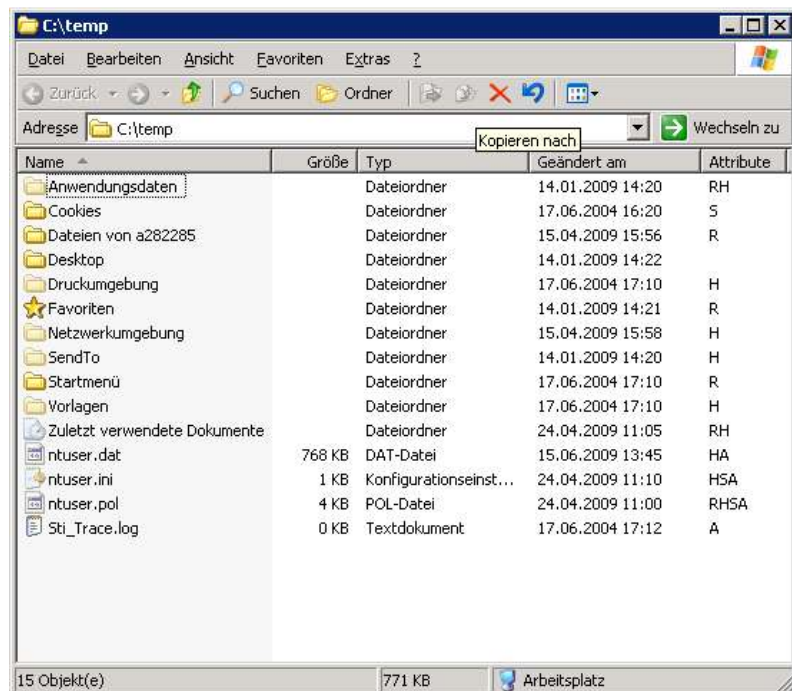 C:\temp
Datei Bearbeiten Ansicht Favoriten Extras ?
Zurück Suchen Ordner
Adresse C:\temp Wechseln zu
Kopieren nach
Name Größe Typ Geändert am Attribute
Anwendungsdaten Dateiordner 14.01.2009 14:20 RH
Cookies Dateiordner 17.06.2004 16:20 S
Dateien von a282285 Dateiordner 15.04.2009 15:56 R
Desktop Dateiordner 14.01.2009 14:22
Druckumgebung Dateiordner 17.06.2004 17:10 H
Favoriten Dateiordner 14.01.2009 14:21 R
Netzwerkumgebung Dateiordner 15.04.2009 15:58 H
SendTo Dateiordner 14.01.2009 14:20 H
Startmenü Dateiordner 17.06.2004 17:10 R
Vorlagen Dateiordner 17.06.2004 17:10 H
Zuletzt verwendete Dokumente Dateiordner 24.04.2009 11:05 RH
ntuser.dat 768 KB DAT-Datei 15.06.2009 13:45 HA
ntuser.ini 1 KB Konfigurationseinst... 24.04.2009 11:10 HSA
ntuser.pol 4 KB POL-Datei 24.04.2009 11:00 RHSA
Sti_Trace.log 0 KB Textdokument 17.06.2004 17:12 A
15 Objekt(e) 771 KB Arbeitsplatz